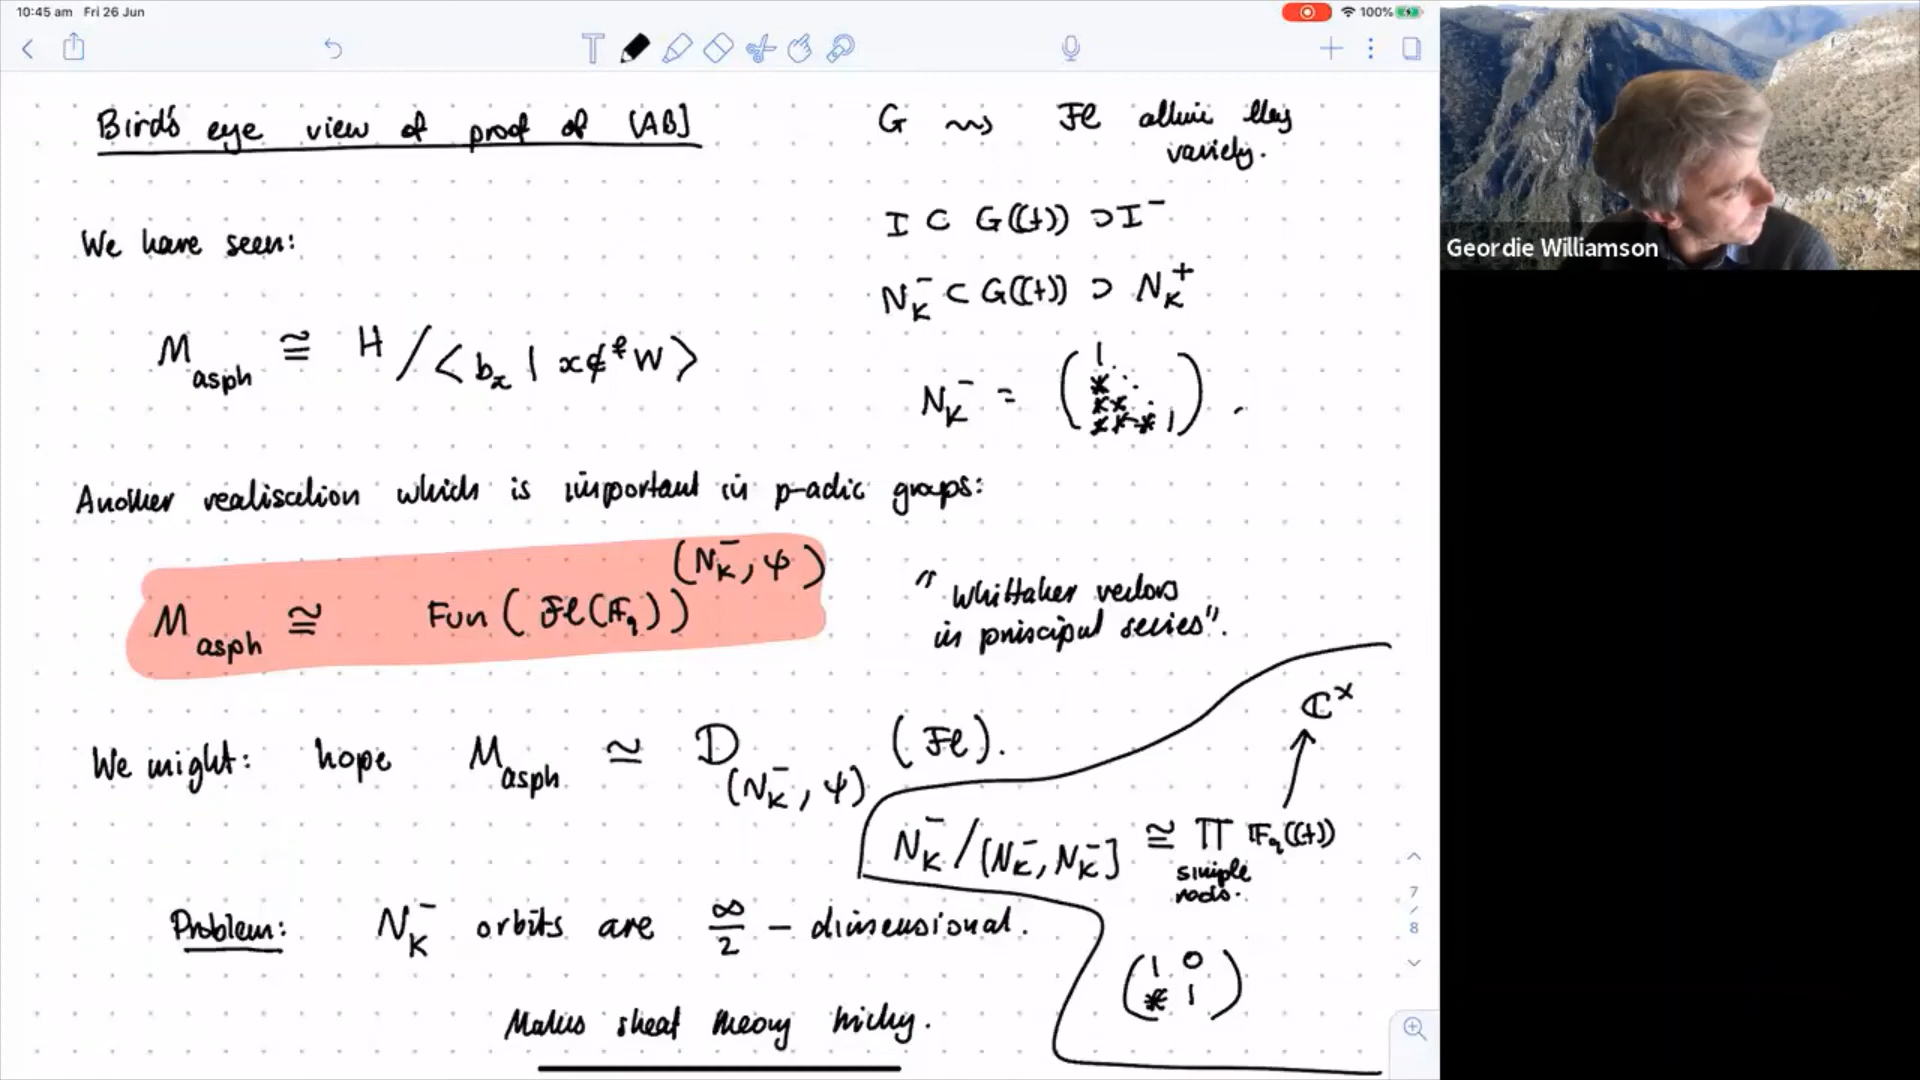 10:45 am Fri 26 Jun
100%
Bird's eye view of proof of [AB]
G ⇝ Fl affine flag
variety.
I ⊂ G((t)) ⊃ I⁻
We have seen:
N_K⁻ ⊂ G((t)) ⊃ N_K⁺
M_asph ≅ H / ⟨b_x | x ∉ ᶠW⟩
N_K⁻ = ( 1 * ** *** 1 )
Another realisation which is important in p-adic groups:
M_asph ≅ Fun(Fl(𝔽_q))^(N_K⁻, ψ)
"Whittaker vectors
in principal series".
We might: hope M_asph ≃ D_(N_K⁻, ψ) (Fl).
ℂ^x
N_K⁻/[N_K⁻, N_K⁻] ≅ ∏ 𝔽_q((t))
simple
roots.
Problem: N_K⁻ orbits are ∞/2 - dimensional.
( 1 0
* 1 )
Makes sheaf theory tricky.
7
/
8
Geordie Williamson